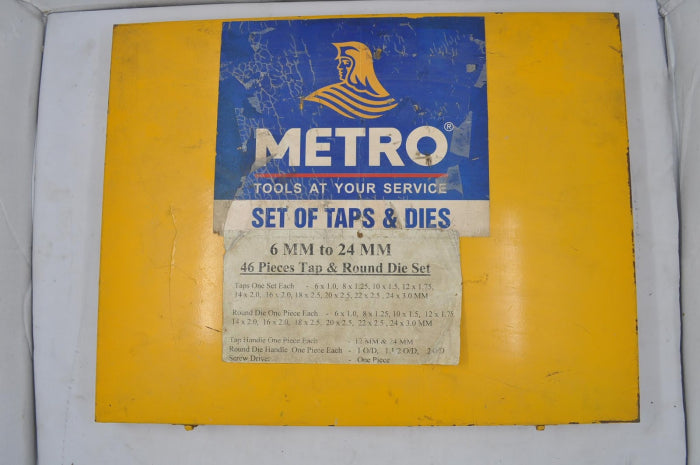 METRO®
TOOLS AT YOUR SERVICE
SET OF TAPS & DIES
6 MM to 24 MM
46 Pieces Tap & Round Die Set
Taps One Set Each - 6 x 1.0, 8 x 1.25, 10 x 1.5, 12 x 1.75,
14 x 2.0, 16 x 2.0, 18 x 2.5, 20 x 2.5, 22 x 2.5 , 24 x 3.0 MM
Round Die One Piece Each - 6 x 1.0, 8 x 1.25, 10 x 1.5, 12 x 1.75
14 x 2.0, 16 x 2.0, 18 x 2.5, 20 x 2.5, 22 x 2.5 , 24 x 3.0 MM
Tap Handle One Piece Each 12 MM & 24 MM
Round Die Handle One Piece Each - 1 O/D, O/D, 2 O/D
Screw Driver - One Piece